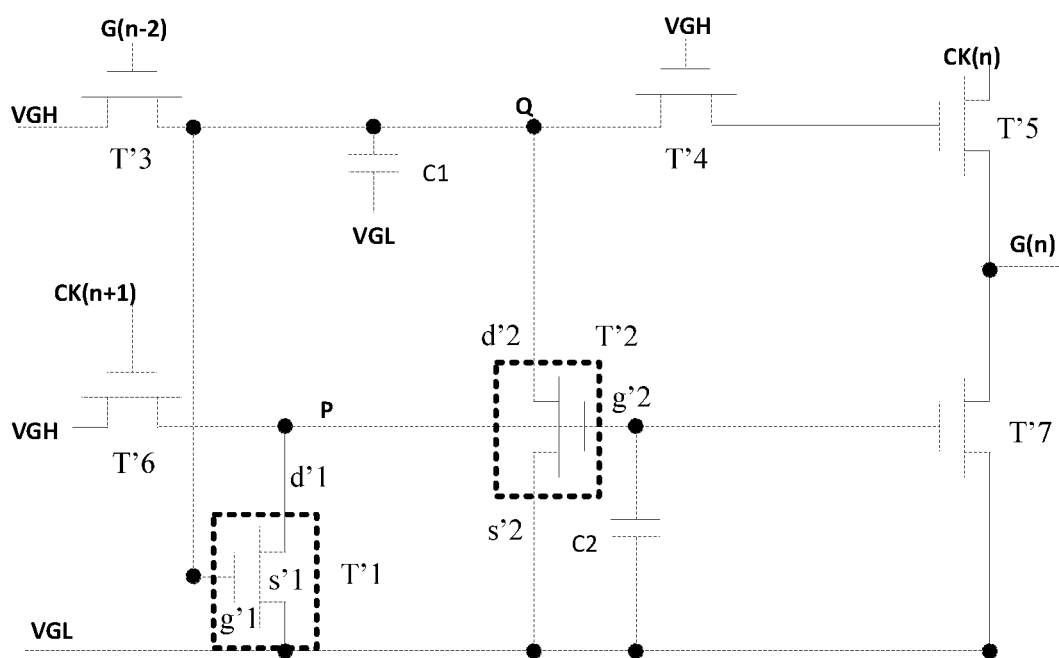 G(n-2)
VGH
CK(n)
VGH
Q
T'3
C1
T'4
T'5
VGL
G(n)
CK(n+1)
d'2
T'2
g'2
P
VGH
T'6
T'7
d'1
s'2
C2
s'1
T'1
g'1
VGL